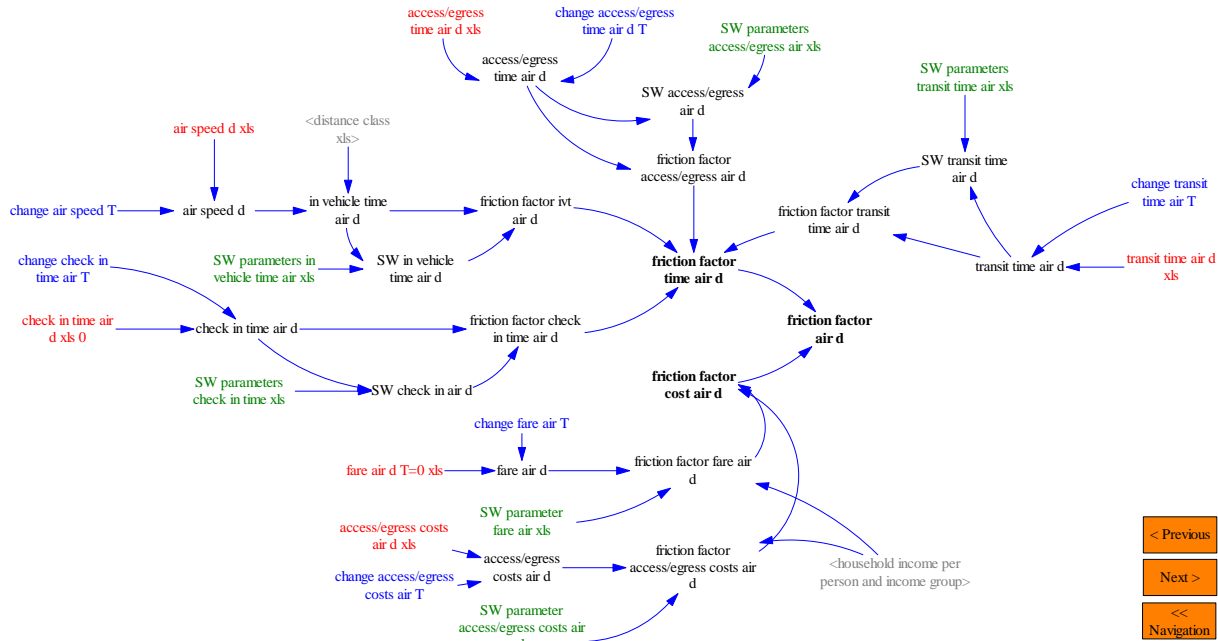 access/egress
time air d xls
change access/egress
time air d T
SW parameters
access/egress air xls
access/egress
time air d
SW parameters
transit time air xls
SW access/egress
air d
air speed d xls
<distance class
xls>
friction factor
access/egress air d
SW transit time
air d
change air speed T
air speed d
in vehicle time
air d
friction factor ivt
air d
friction factor transit
time air d
change transit
time air T
change check in
time air T
SW parameters in
vehicle time air xls
SW in vehicle
time air d
friction factor
time air d
transit time air d
transit time air d
xls
check in time air
d xls 0
check in time air d
friction factor check
in time air d
friction factor
air d
SW parameters
check in time xls
SW check in air d
friction factor
cost air d
change fare air T
fare air d T=0 xls
fare air d
friction factor fare air
d
SW parameter
fare air xls
access/egress costs
air d xls
access/egress
costs air d
friction factor
access/egress costs air
d
<household income per
person and income group>
change access/egress
costs air T
SW parameter
access/egress costs air
< Previous
Next >
<<
Navigation